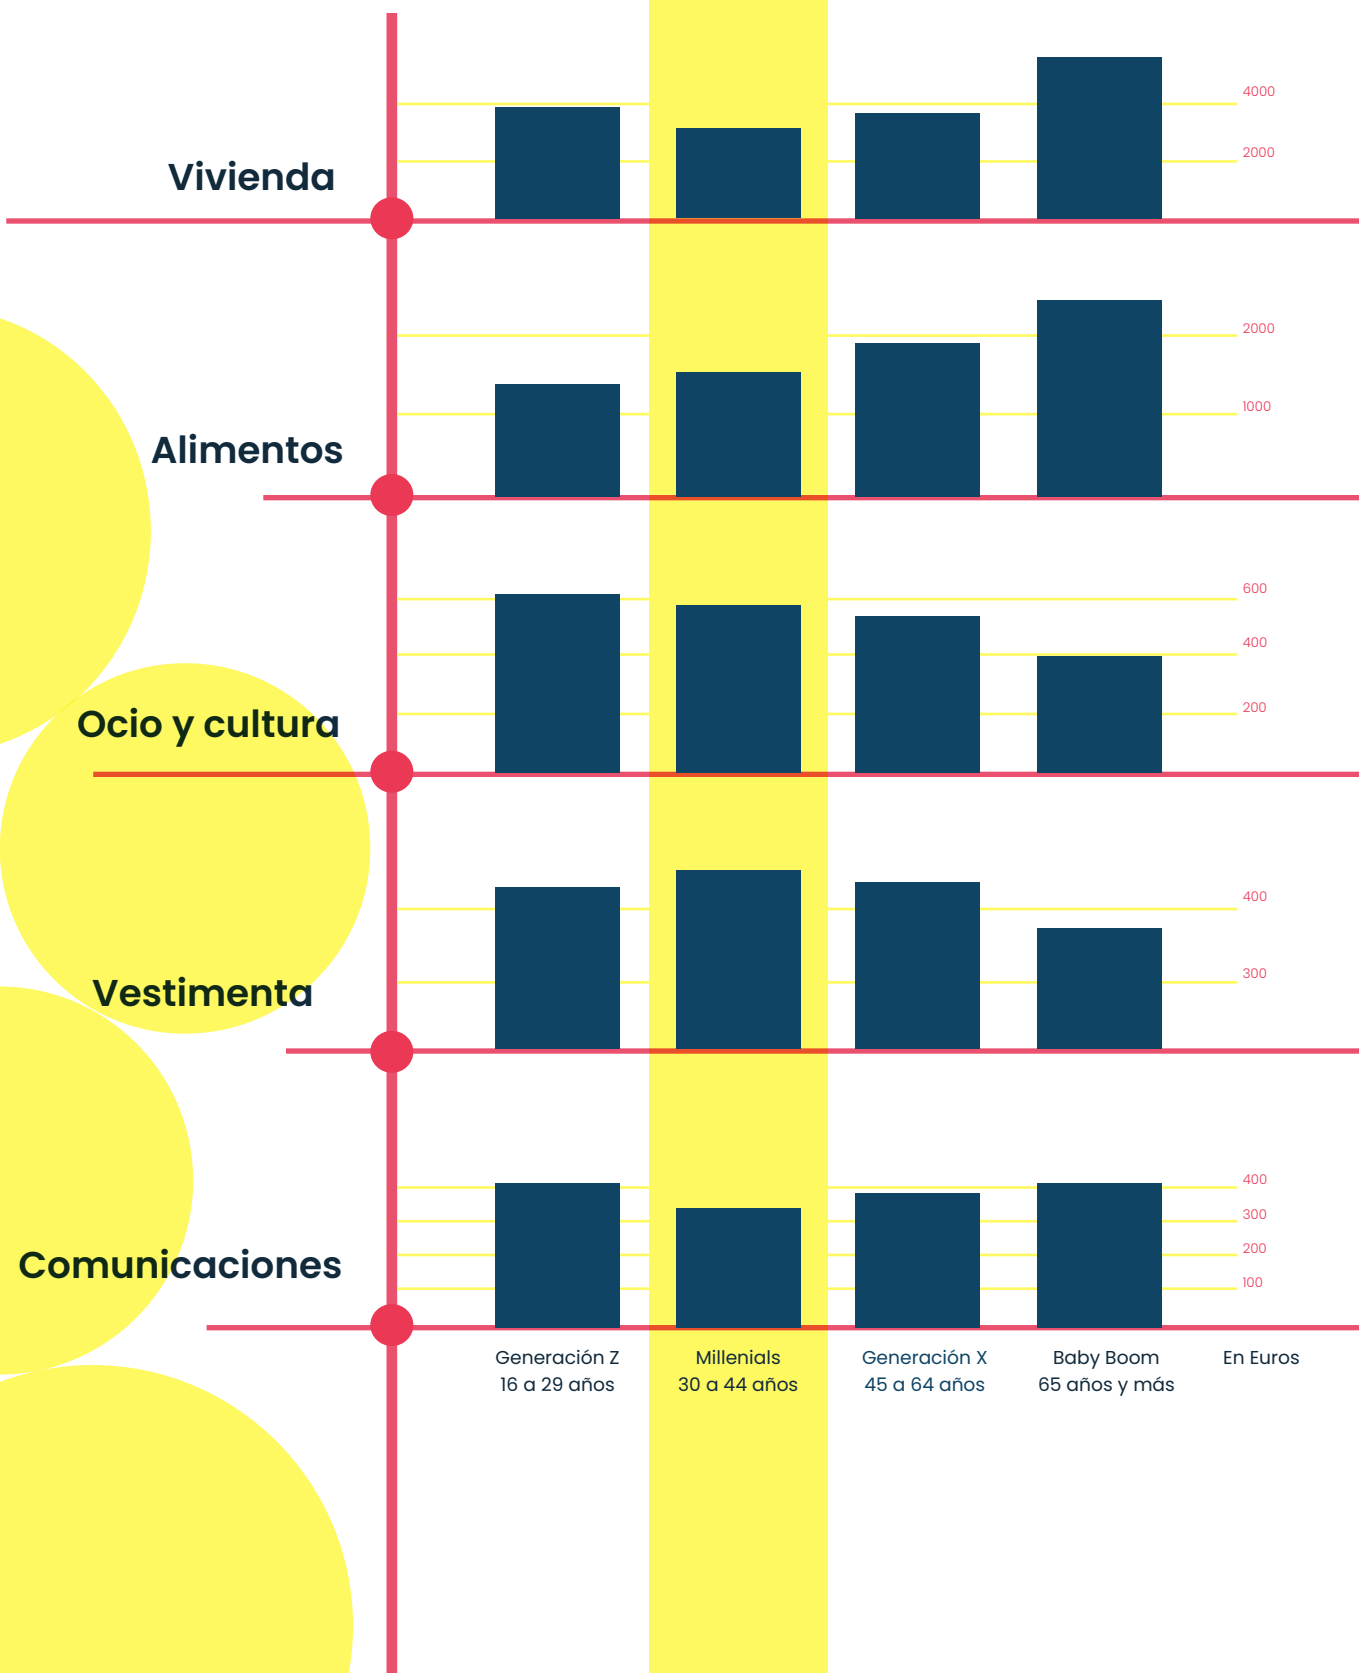 4000
2000
Vivienda
2000
1000
Alimentos
600
400
200
Ocio y cultura
400
300
Vestimenta
400
300
200
100
Comunicaciones
Generación Z
16 a 29 años
Millenials
30 a 44 años
Generación X
45 a 64 años
Baby Boom
65 años y más
En Euros